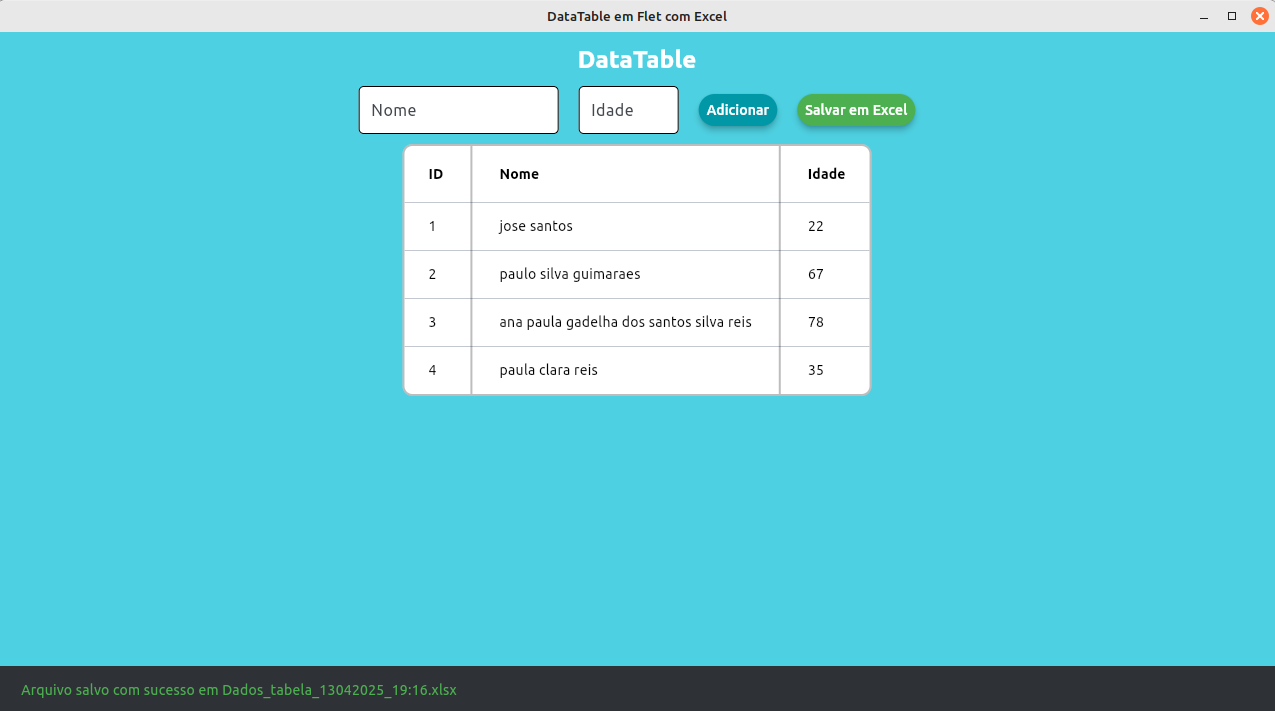 DataTable em Flet com Excel
DataTable
Nome Idade Adicionar Salvar em Excel
ID Nome Idade
1 jose santos 22
2 paulo silva guimaraes 67
3 ana paula gadelha dos santos silva reis 78
4 paula clara reis 35
Arquivo salvo com sucesso em Dados_tabela_13042025_19:16.xlsx